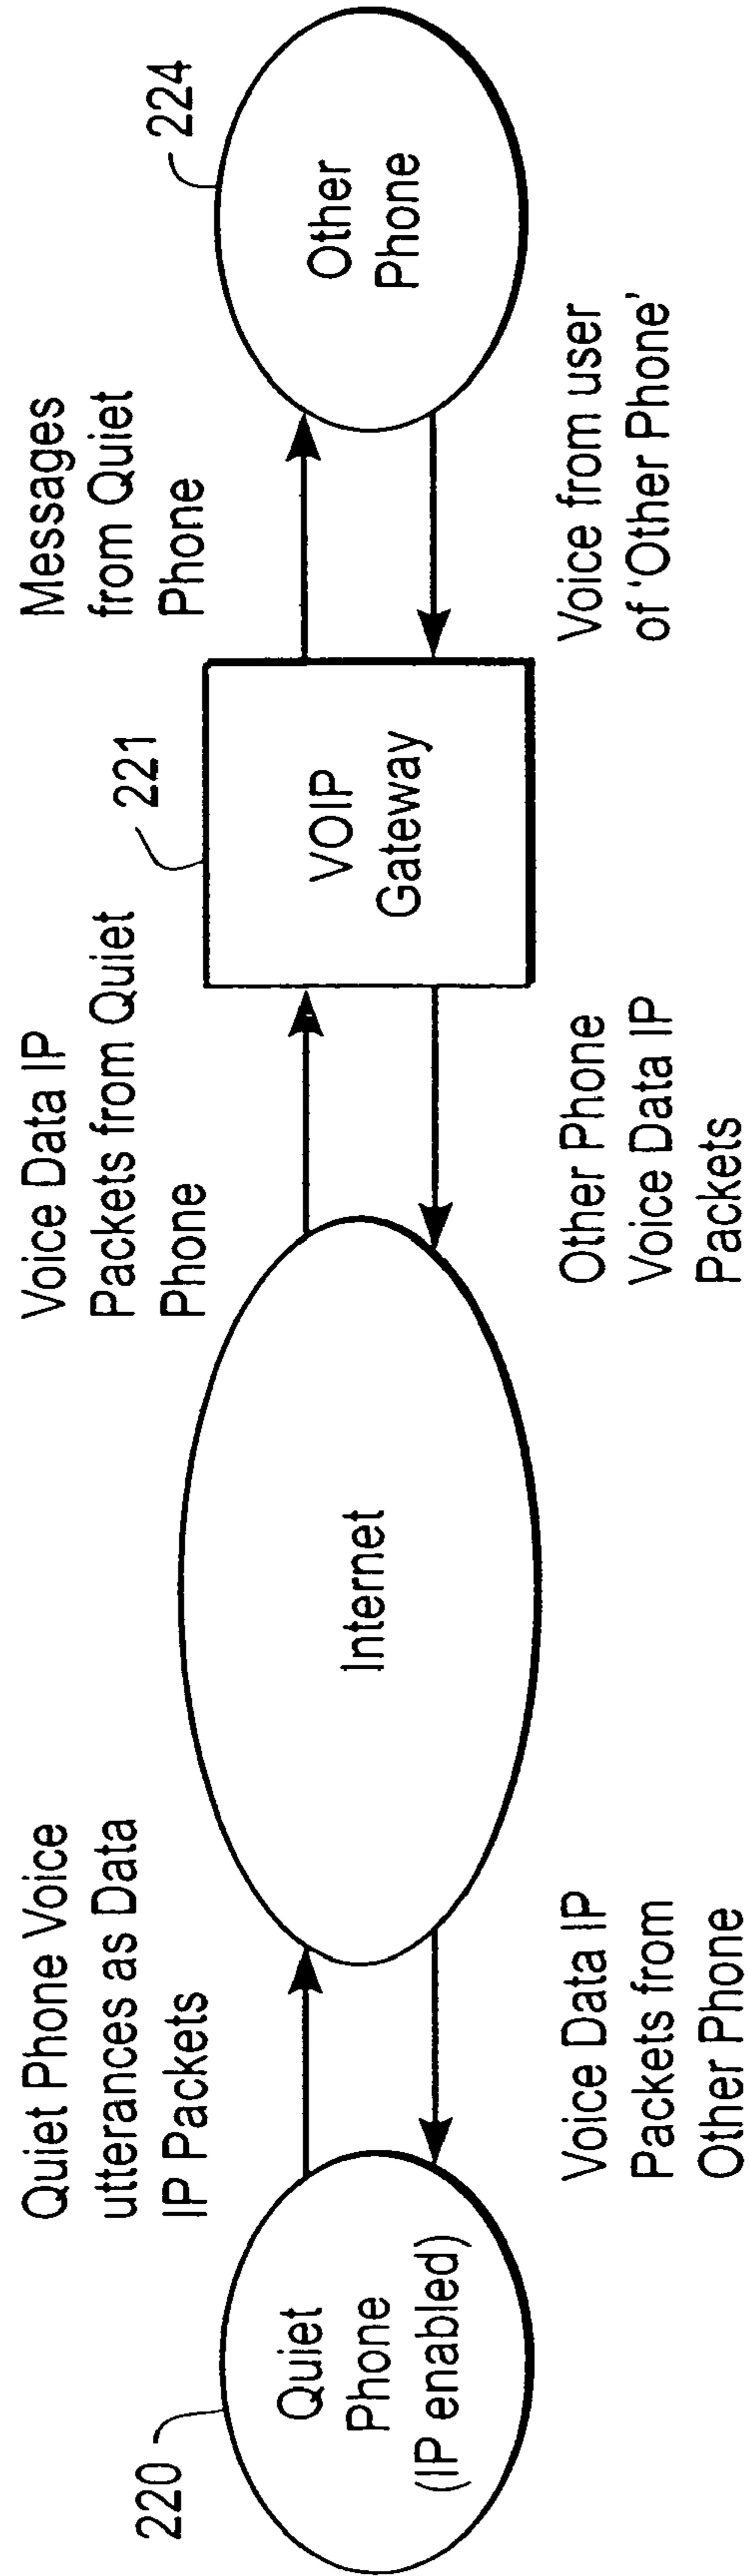 Quiet Phone Voice
utterances as Data
IP Packets
Voice Data IP
Packets from Quiet
Phone
Messages
from Quiet
Phone
220
Quiet
Phone
(IP enabled)
Internet
221
VOIP
Gateway
224
Other
Phone
Voice Data IP
Packets from
Other Phone
Other Phone
Voice Data IP
Packets
Voice from user
of ‘Other Phone’